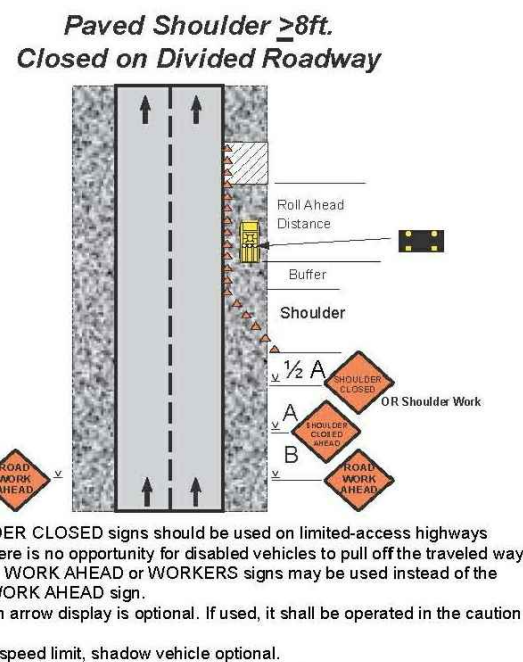 Paved Shoulder ≥8ft.
Closed on Divided Roadway
Roll Ahead
Distance
Buffer
Shoulder
½ A
SHOULDER
CLOSED
OR Shoulder Work
A
SHOULDER
CLOSED
AHEAD
B
ROAD
WORK
AHEAD
ROAD
WORK
AHEAD
DER CLOSED signs should be used on limited-access highways
ere is no opportunity for disabled vehicles to pull off the traveled way
WORK AHEAD or WORKERS signs may be used instead of the
WORK AHEAD sign.
n arrow display is optional. If used, it shall be operated in the caution
speed limit, shadow vehicle optional.